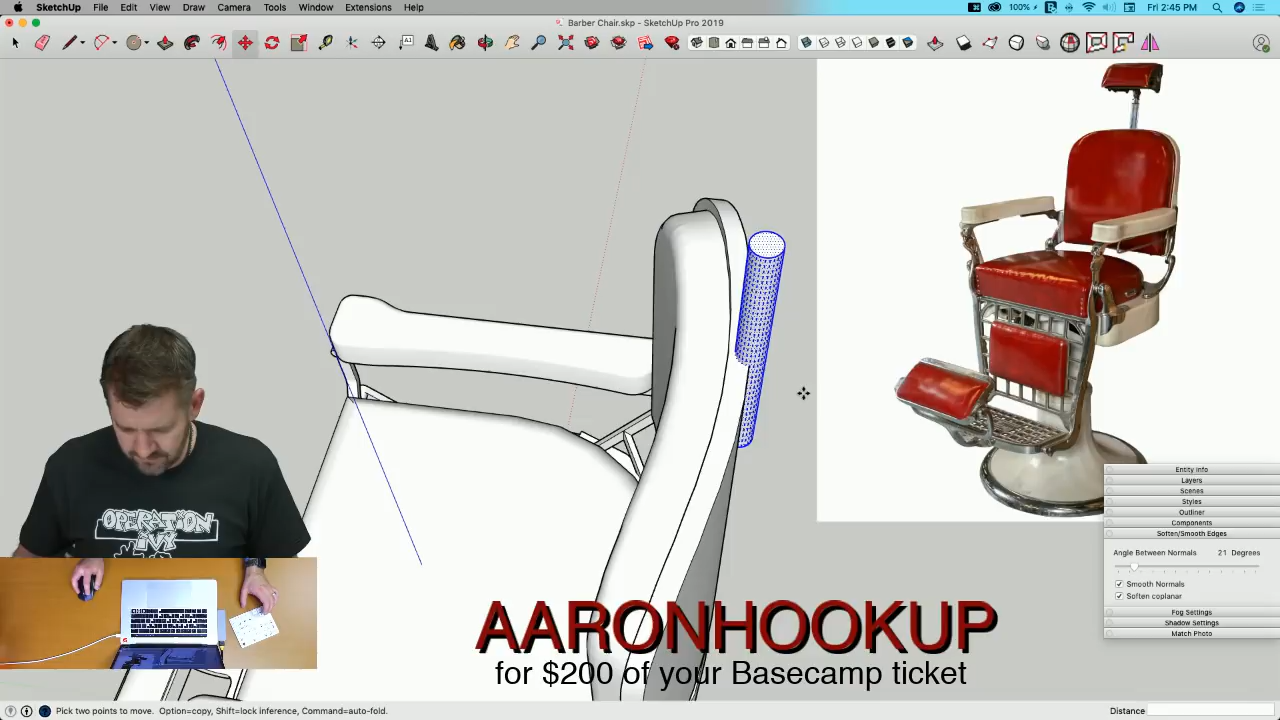 SketchUp File Edit View Draw Camera Tools Window Extensions Help
100% Fri 2:45 PM
Barber Chair.skp - SketchUp Pro 2019
Entity Info
Layers
Scenes
Styles
Outliner
Components
Soften/Smooth Edges
Angle Between Normals 21 Degrees
Smooth Normals
Soften coplanar
Fog Settings
Shadow Settings
Match Photo
OPERATION
IVY
AARONHOOKUP
for $200 of your Basecamp ticket
Pick two points to move. Option=copy, Shift=lock inference, Command=auto-fold.
Distance